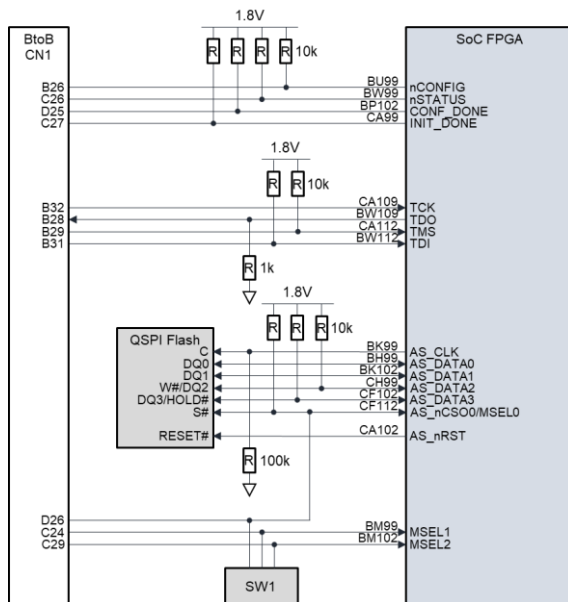 1.8V
BtoB
CN1
SoC FPGA
R R R R 10k
B26 BU99 nCONFIG
C26 BW99 nSTATUS
D25 BP102 CONF_DONE
C27 CA99 INIT_DONE
1.8V
R R 10k
B32 CA109 TCK
B28 BW109 TDO
B29 CA112 TMS
B31 BW112 TDI
R 1k
1.8V
R R R 10k
QSPI Flash
C BK99 AS_CLK
DQ0 BH99 AS_DATA0
DQ1 BK102 AS_DATA1
W#/DQ2 CH99 AS_DATA2
DQ3/HOLD# CF102 AS_DATA3
S# CF112 AS_nCSO0/MSEL0
RESET# CA102 AS_nRST
R 100k
D26
C24 BM99 MSEL1
C29 BM102 MSEL2
SW1